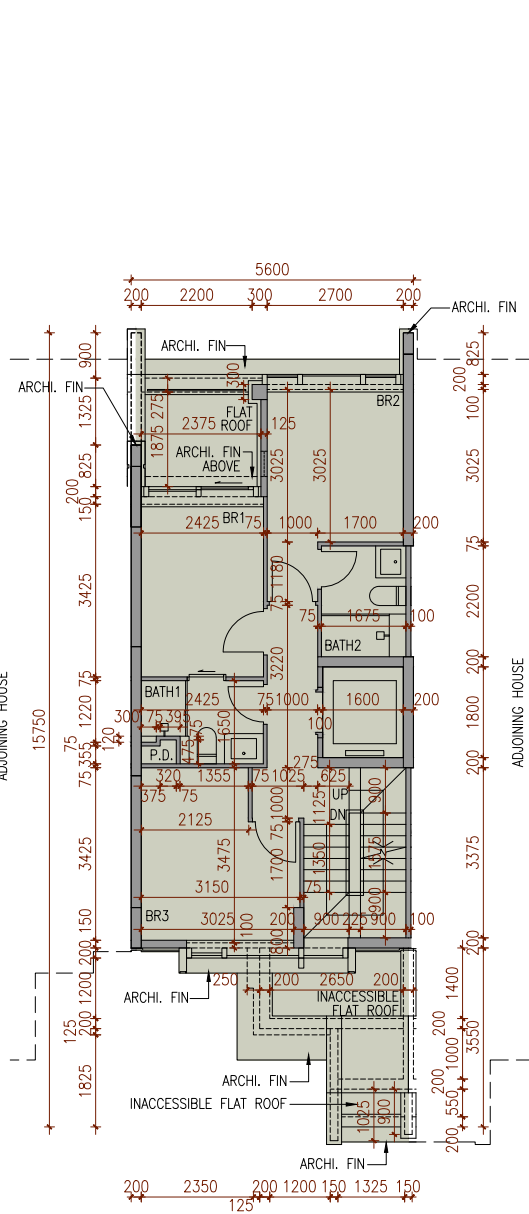 5600
200 2200 300 2700 200
ARCHI. FIN
ARCHI. FIN
ARCHI. FIN
900
825
300
200
BR2
1325
275
100
FLAT
ROOF
2375
125
1875
ARCHI. FIN
ABOVE
3025
3025
3025
825
200
150
BR1
2425 75 1000 1700 200
75
1180
3425
75
2200
75
1675
100
BATH2
3220
200
75
BATH1
2425
75 1000
1600
200
1220
300 75 395
1650
75
100
1800
15750
120
75
355
P.D.
475
275
75
200
320 1355 75 1025 625
375 75
UP
900
DN
1125
1000
2125
75
3425
3475
1700
1350
1575
3375
3150
75
BR3
3025
200
900 225 900
100
900
150
100
800
200
200
1200
ARCHI. FIN
250 200 2650 200
INACCESSIBLE
FLAT ROOF
1400
200
125
200
3550
1000
1825
ARCHI. FIN
200
INACCESSIBLE FLAT ROOF
1025
900
550
200
ARCHI. FIN
200 2350 200 1200 150 1325 150
125
ADJOINING HOUSE
ADJOINING HOUSE